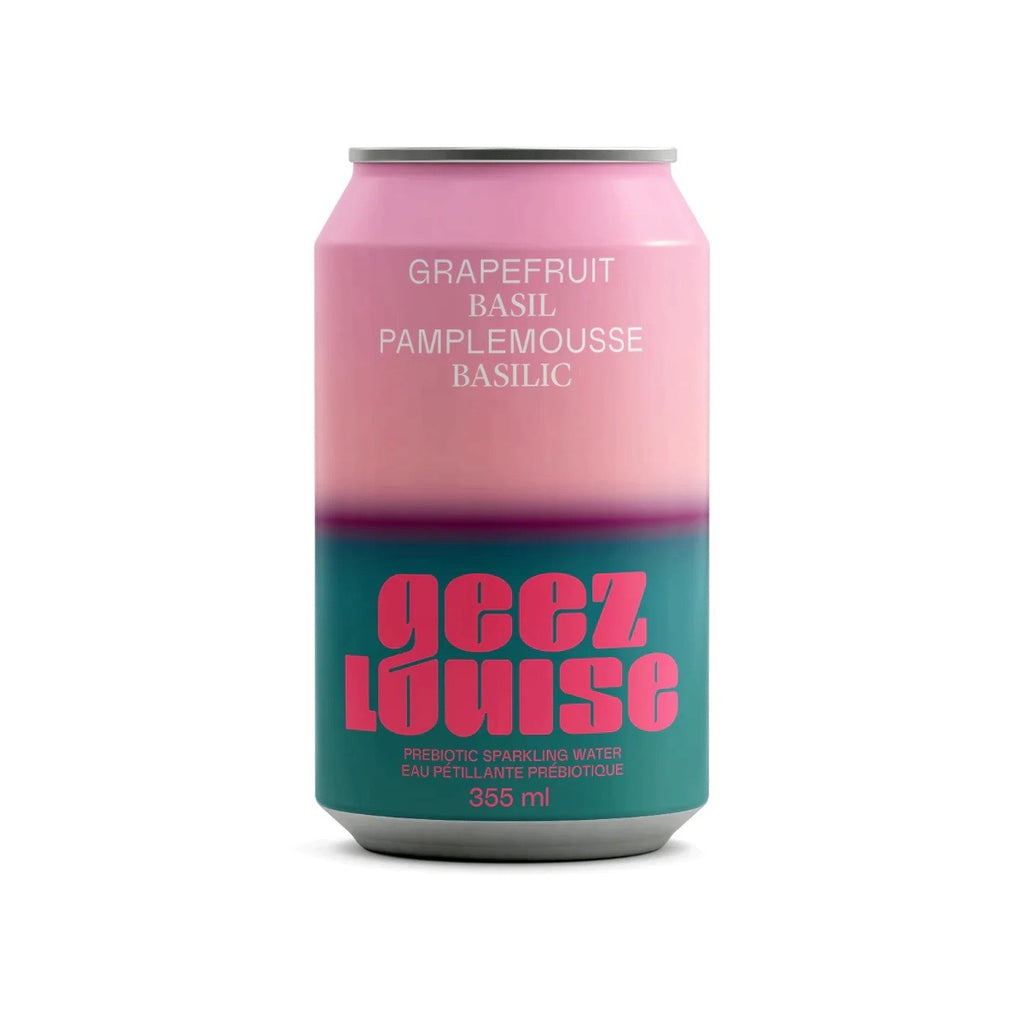 GRAPEFRUIT
BASIL
PAMPLEMOUSSE
BASILIC
geez
Louise
PREBIOTIC SPARKLING WATER
EAU PÉTILLANTE PRÉBIOTIQUE
355 ml